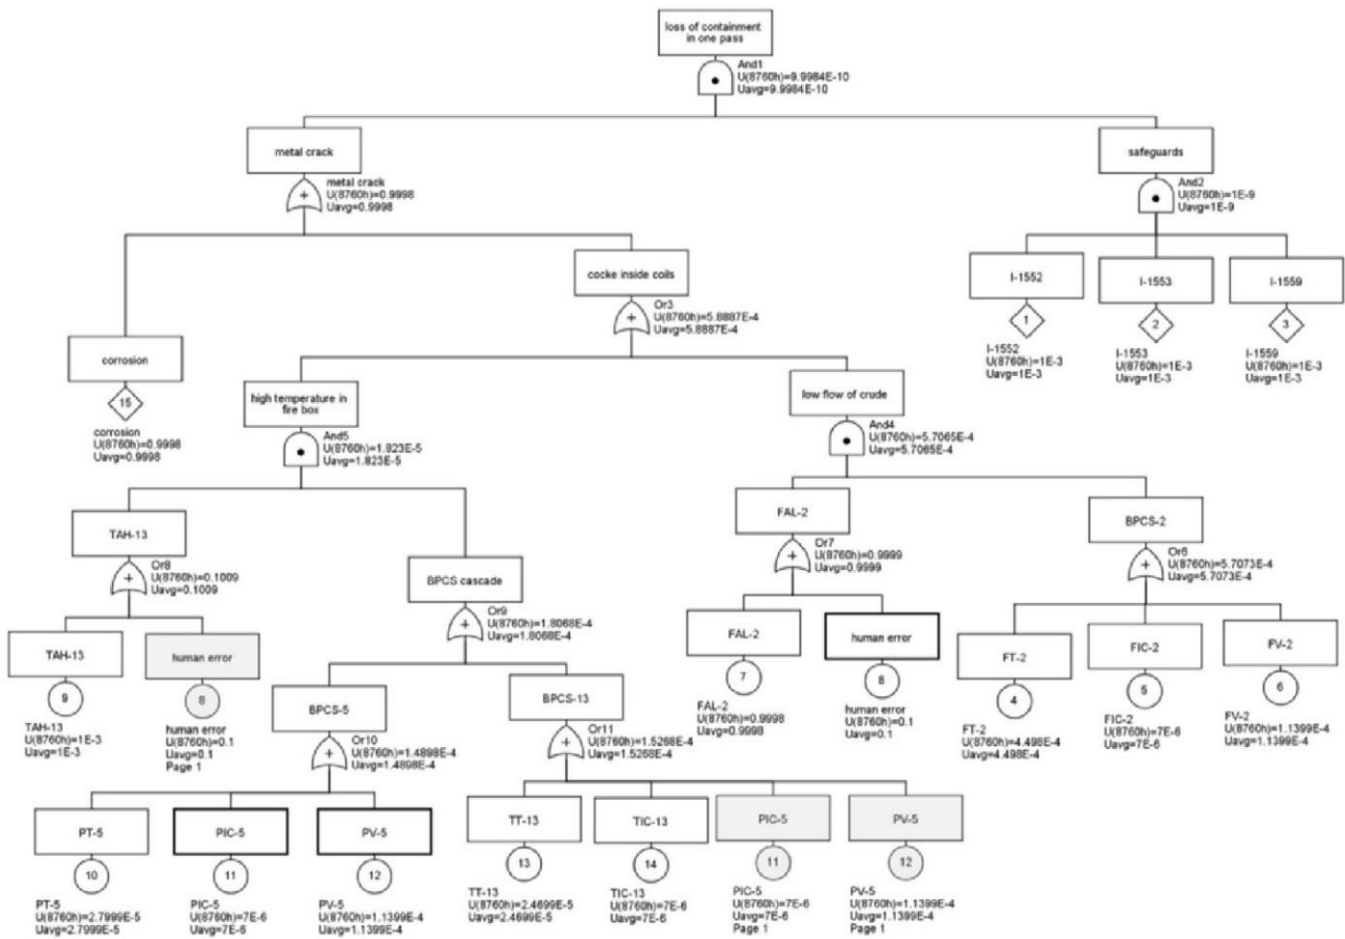 loss of containment
in one pass
And1
U(8760h)=9.9984E-10
Uavg=9.9984E-10
metal crack
metal crack
U(8760h)=0.9998
Uavg=0.9998
safeguards
And2
U(8760h)=1E-9
Uavg=1E-9
cocke inside coils
Or3
U(8760h)=5.8887E-4
Uavg=5.8887E-4
I-1552
1
I-1552
U(8760h)=1E-3
Uavg=1E-3
I-1553
2
I-1553
U(8760h)=1E-3
Uavg=1E-3
I-1559
3
I-1559
U(8760h)=1E-3
Uavg=1E-3
corrosion
15
corrosion
U(8760h)=0.9998
Uavg=0.9998
high temperature in
fire box
And5
U(8760h)=1.823E-5
Uavg=1.823E-5
low flow of crude
And4
U(8760h)=5.7065E-4
Uavg=5.7065E-4
TAH-13
Or8
U(8760h)=0.1009
Uavg=0.1009
BPCS cascade
Or9
U(8760h)=1.8068E-4
Uavg=1.8068E-4
FAL-2
Or7
U(8760h)=0.9999
Uavg=0.9999
BPCS-2
Or6
U(8760h)=5.7073E-4
Uavg=5.7073E-4
TAH-13
9
TAH-13
U(8760h)=1E-3
Uavg=1E-3
human error
8
human error
U(8760h)=0.1
Uavg=0.1
Page 1
BPCS-5
Or10
U(8760h)=1.4898E-4
Uavg=1.4898E-4
BPCS-13
Or11
U(8760h)=1.5268E-4
Uavg=1.5268E-4
FAL-2
7
FAL-2
U(8760h)=0.9998
Uavg=0.9998
human error
8
human error
U(8760h)=0.1
Uavg=0.1
FT-2
4
FT-2
U(8760h)=4.498E-4
Uavg=4.498E-4
FIC-2
5
FIC-2
U(8760h)=7E-6
Uavg=7E-6
FV-2
6
FV-2
U(8760h)=1.1399E-4
Uavg=1.1399E-4
PT-5
10
PT-5
U(8760h)=2.7999E-5
Uavg=2.7999E-5
PIC-5
11
PIC-5
U(8760h)=7E-6
Uavg=7E-6
PV-5
12
PV-5
U(8760h)=1.1399E-4
Uavg=1.1399E-4
TT-13
13
TT-13
U(8760h)=2.4699E-5
Uavg=2.4699E-5
TIC-13
14
TIC-13
U(8760h)=7E-6
Uavg=7E-6
PIC-5
11
PIC-5
U(8760h)=7E-6
Uavg=7E-6
Page 1
PV-5
12
PV-5
U(8760h)=1.1399E-4
Uavg=1.1399E-4
Page 1